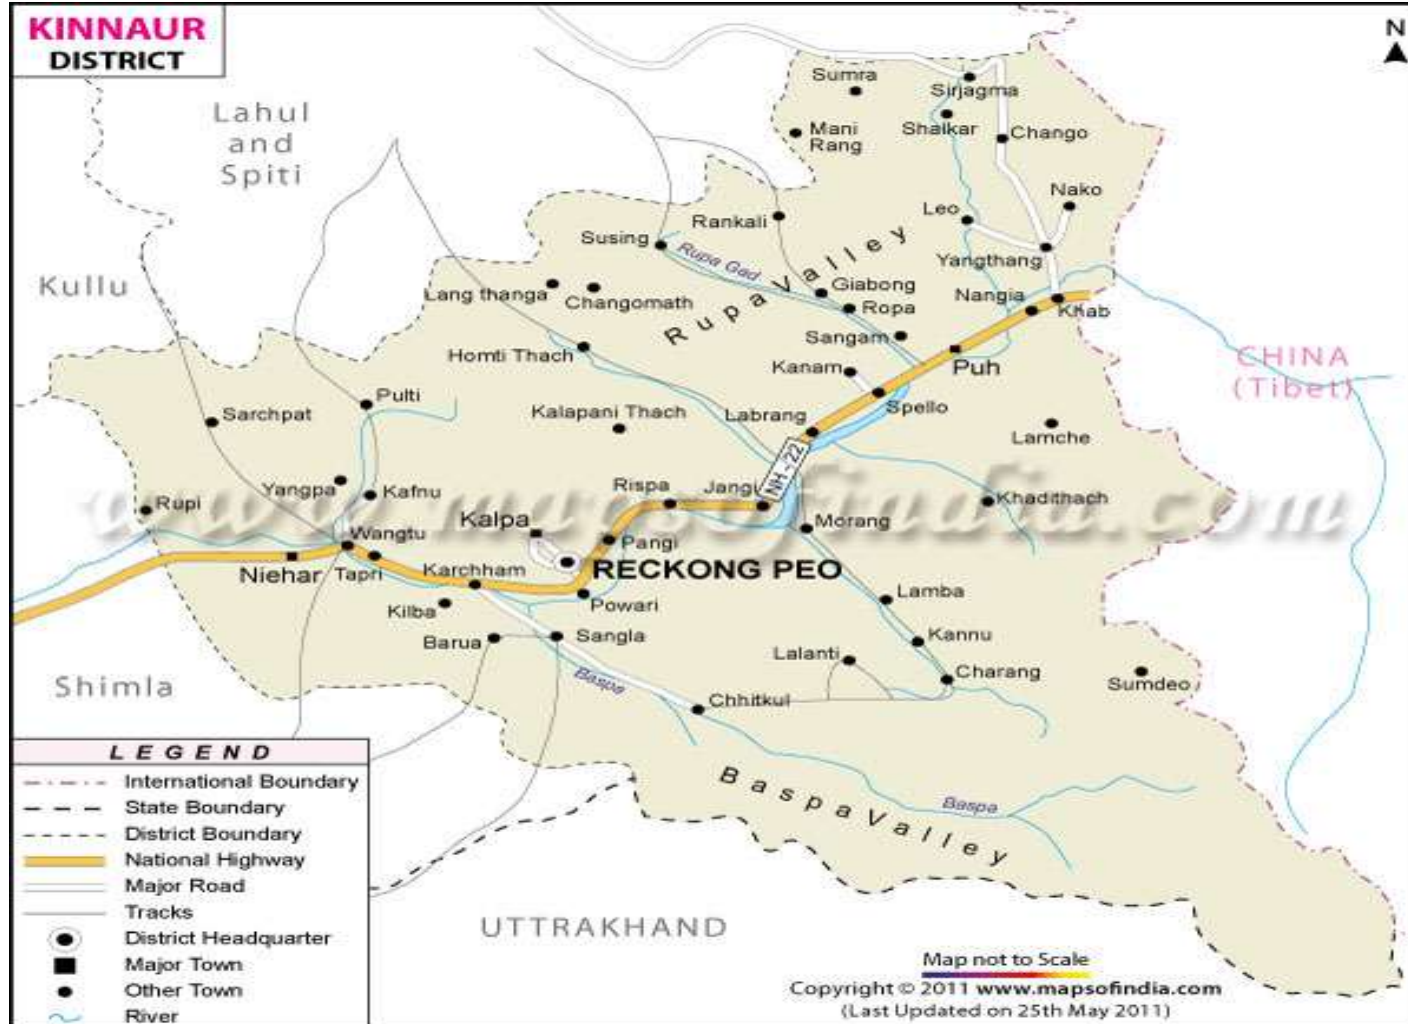 KINNAUR
DISTRICT
N
Lahul
and
Spiti
Sumra
Sirjagma
Mani
Rang
Shalkar
Chango
Nako
Leo
Rankali
Susing
Yangthang
Kullu
Rupa Gad
Rupa Valley
Giabong
Lang thanga
Changomath
Ropa
Nangia
Khab
Sangam
Homti Thach
Kanam
Puh
CHINA
(Tibet)
Pulti
Sarchpat
Kalapani Thach
Labrang
Spello
Lamche
NH-22
Yangpa
Kafnu
Rispa
Jangi
Rupi
Khadithach
www.mapsofindia.com
Kalpa
Morang
Wangtu
Pangi
Niehar
Tapri
Karchham
RECKONG PEO
Kilba
Powari
Lamba
Barua
Sangla
Kannu
Lalanti
Charang
Shimla
Baspa
Sumdeo
Chhitkul
Baspa Valley
Baspa
UTTRAKHAND
LEGEND
International Boundary
State Boundary
District Boundary
National Highway
Major Road
Tracks
District Headquarter
Major Town
Other Town
River
Map not to Scale
Copyright © 2011 www.mapsofindia.com
(Last Updated on 25th May 2011)